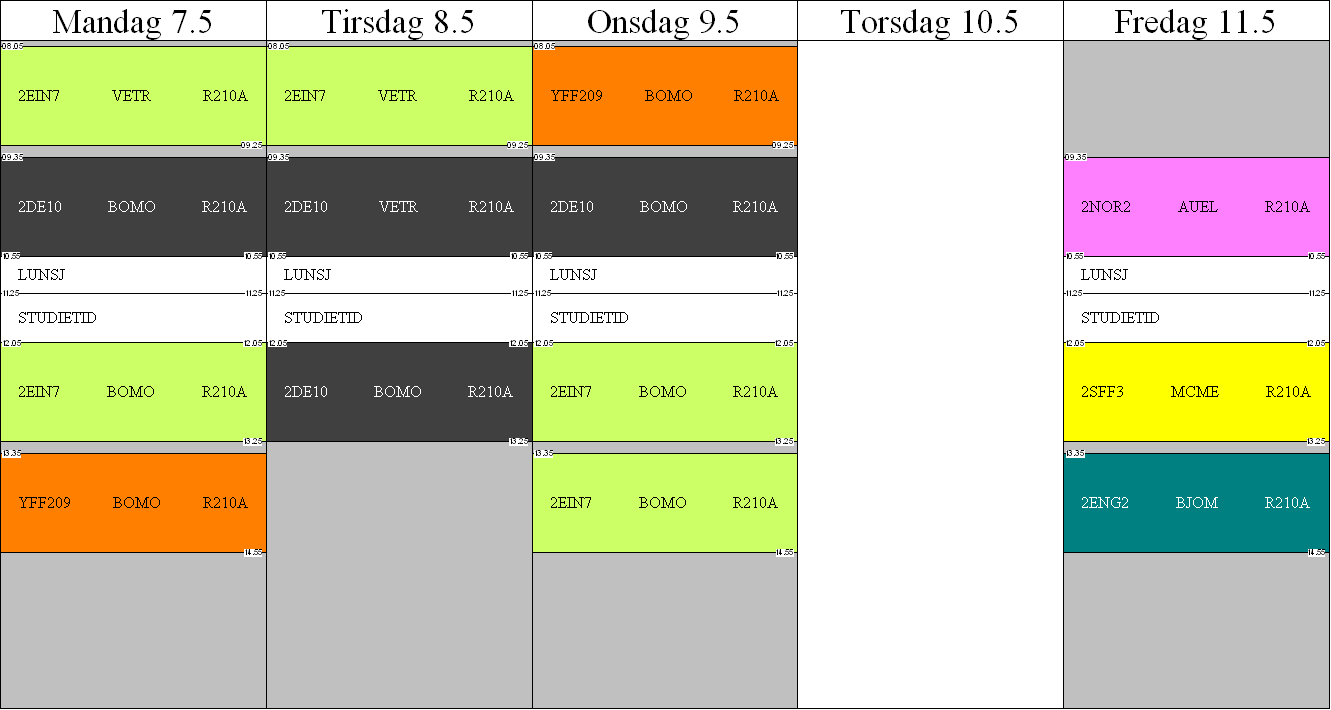 Mandag 7.5 Tirsdag 8.5 Onsdag 9.5 Torsdag 10.5 Fredag 11.5
08.05 08.05 08.05
2EIN7 VETR R210A 2EIN7 VETR R210A YFF209 BOMO R210A
09.25 09.25 09.25
09.35 09.35 09.35 09.35
2DE10 BOMO R210A 2DE10 VETR R210A 2DE10 BOMO R210A 2NOR2 AUEL R210A
10.55 10.55 10.55 10.55 10.55 10.55 10.55
LUNSJ LUNSJ LUNSJ LUNSJ
11.25 11.25 11.25 11.25 11.25 11.25 11.25 11.25
STUDIETID STUDIETID STUDIETID STUDIETID
12.05 12.05 12.05 12.05 12.05 12.05
2EIN7 BOMO R210A 2DE10 BOMO R210A 2EIN7 BOMO R210A 2SFF3 MCME R210A
13.25 13.25 13.25 13.25
13.35 13.35 13.35
YFF209 BOMO R210A 2EIN7 BOMO R210A 2ENG2 BJOM R210A
14.55 14.55 14.55